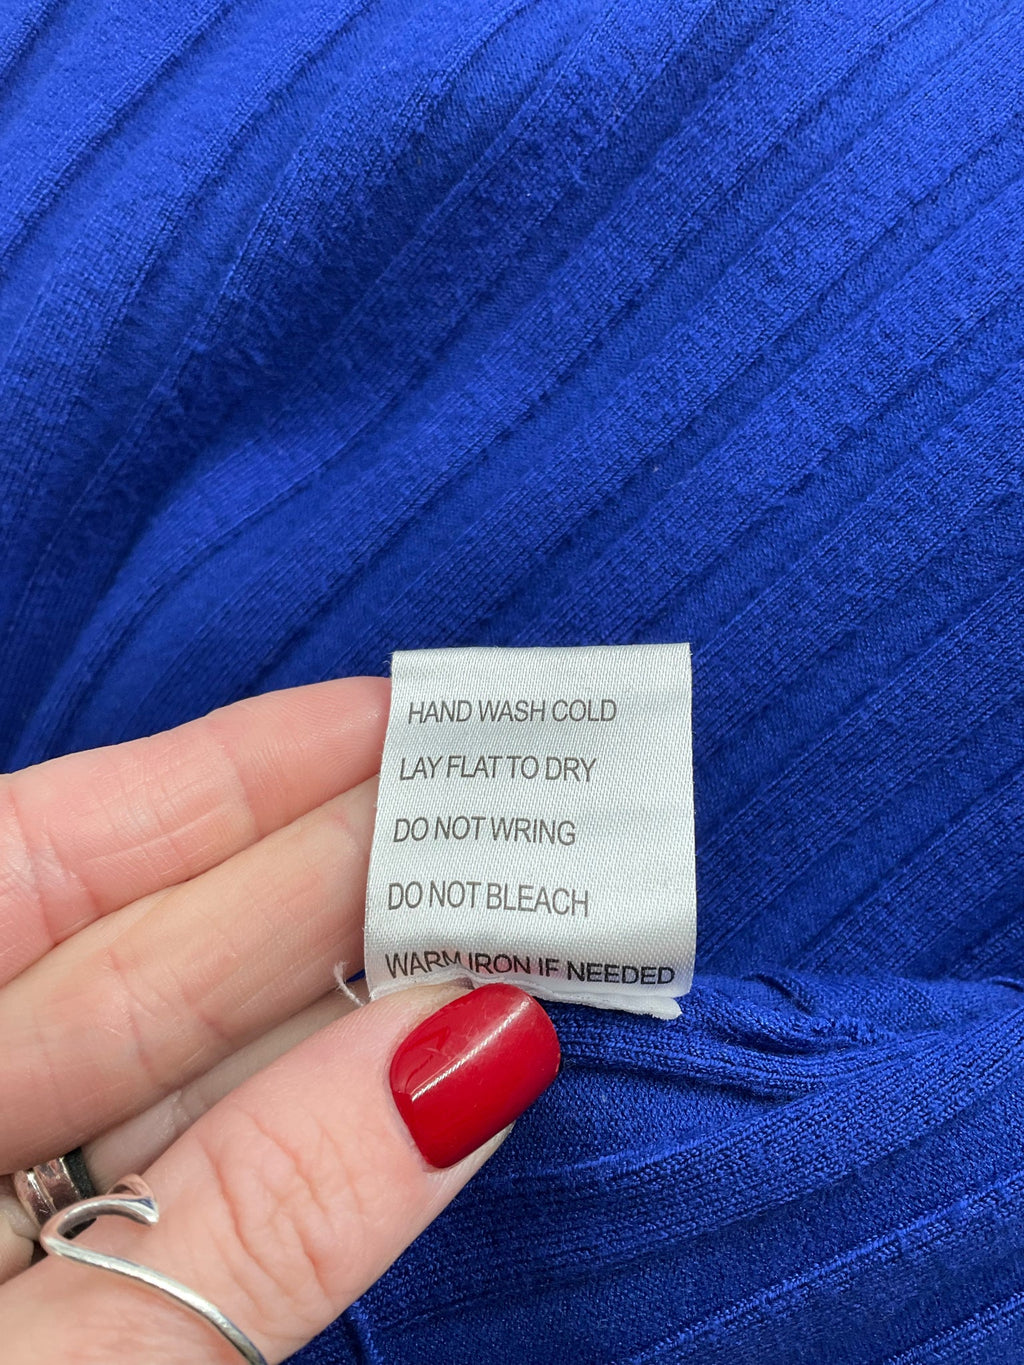 HAND WASH COLD
LAY FLAT TO DRY
DO NOT WRING
DO NOT BLEACH
WARM IRON IF NEEDED